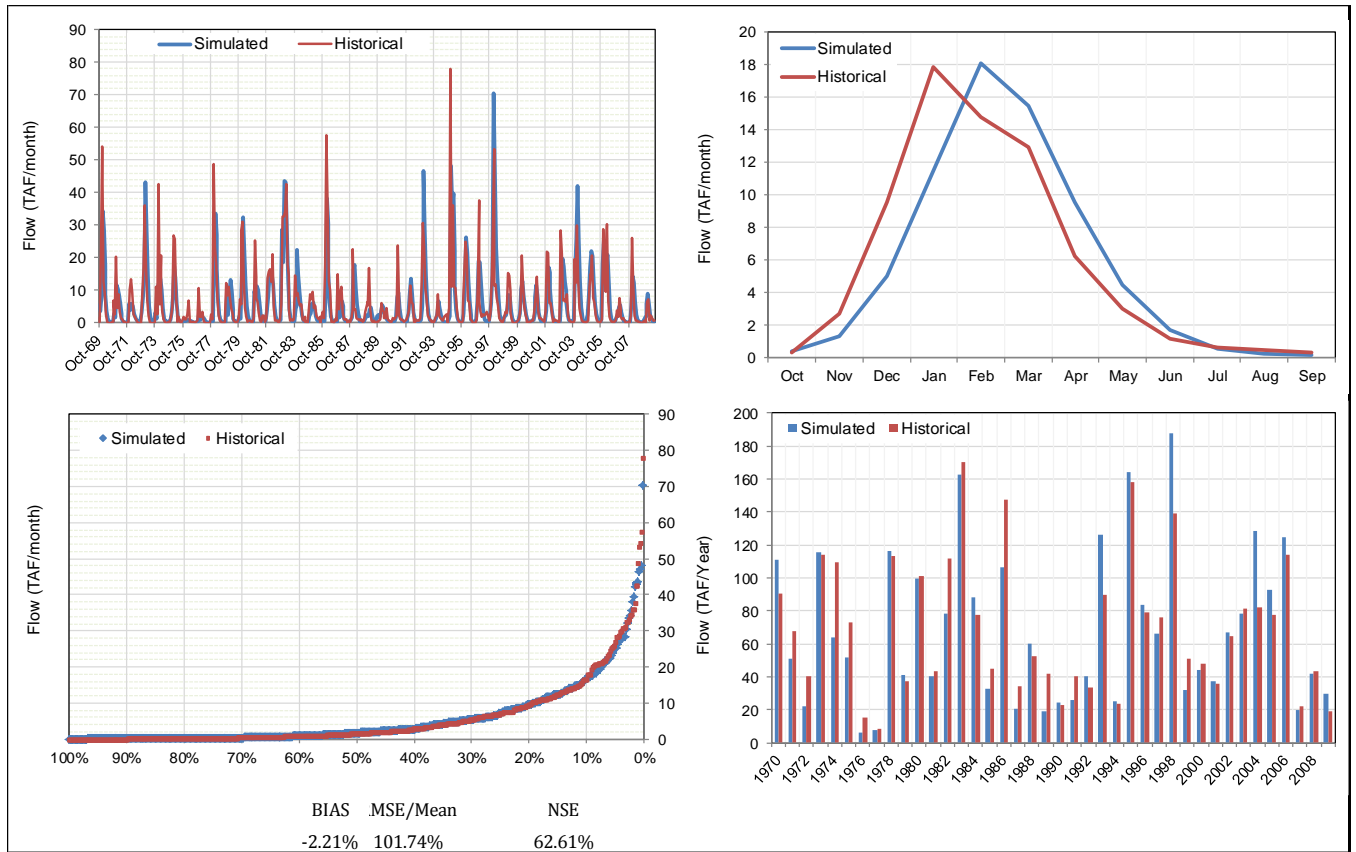 90
80
70
60
50
40
30
20
10
0
Flow (TAF/month)
Simulated
Historical
Oct-69
Oct-71
Oct-73
Oct-75
Oct-77
Oct-79
Oct-81
Oct-83
Oct-85
Oct-87
Oct-89
Oct-91
Oct-93
Oct-95
Oct-97
Oct-99
Oct-01
Oct-03
Oct-05
Oct-07
20
18
16
14
12
10
8
6
4
2
0
Flow (TAF/month)
Simulated
Historical
Oct Nov Dec Jan Feb Mar Apr May Jun Jul Aug Sep
Flow (TAF/month)
Simulated Historical
90
80
70
60
50
40
30
20
10
0
100% 90% 80% 70% 60% 50% 40% 30% 20% 10% 0%
Flow (TAF/Year)
200
180
160
140
120
100
80
60
40
20
0
Simulated Historical
1970
1972
1974
1976
1978
1980
1982
1984
1986
1988
1990
1992
1994
1996
1998
2000
2002
2004
2006
2008
BIAS .MSE/Mean NSE
-2.21% 101.74% 62.61%